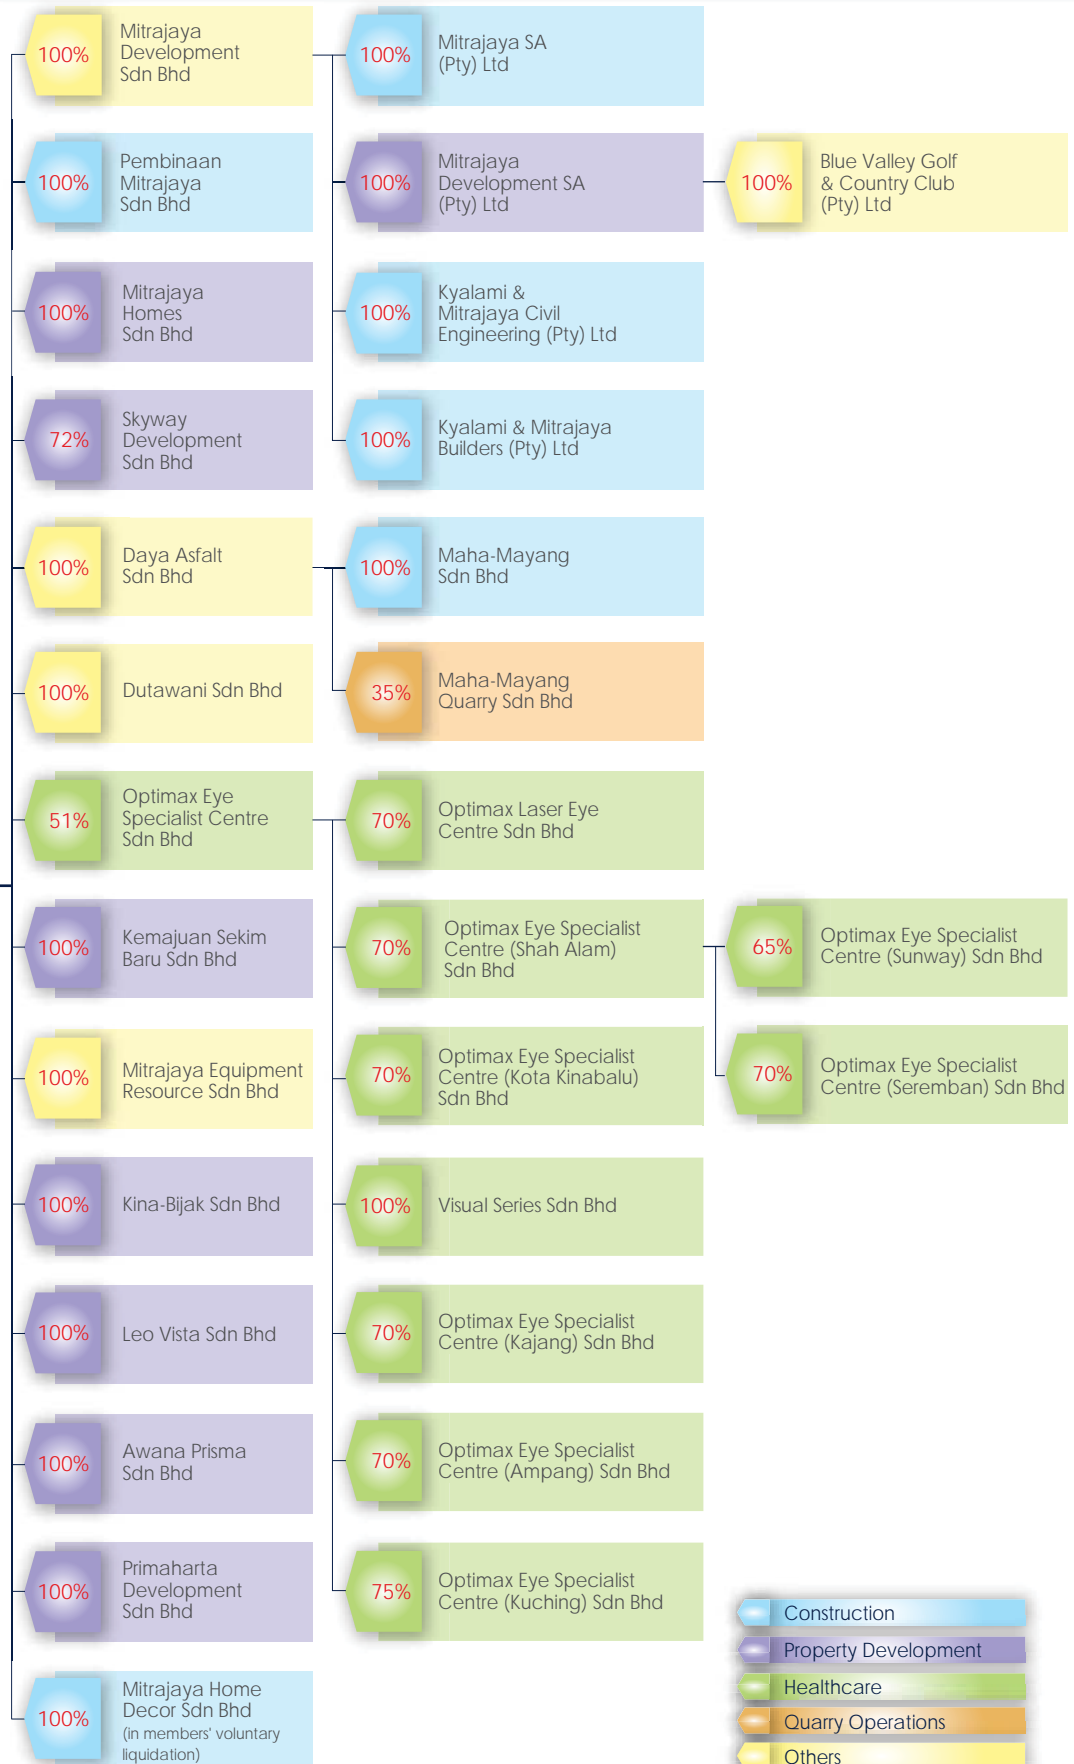 100%
Mitrajaya
Development
Sdn Bhd
100%
Mitrajaya SA
(Pty) Ltd
100%
Pembinaan
Mitrajaya
Sdn Bhd
100%
Mitrajaya
Development SA
(Pty) Ltd
100%
Blue Valley Golf
& Country Club
(Pty) Ltd
100%
Mitrajaya
Homes
Sdn Bhd
100%
Kyalami &
Mitrajaya Civil
Engineering (Pty) Ltd
72%
Skyway
Development
Sdn Bhd
100%
Kyalami & Mitrajaya
Builders (Pty) Ltd
100%
Daya Asfalt
Sdn Bhd
100%
Maha-Mayang
Sdn Bhd
100%
Dutawani Sdn Bhd
35%
Maha-Mayang
Quarry Sdn Bhd
51%
Optimax Eye
Specialist Centre
Sdn Bhd
70%
Optimax Laser Eye
Centre Sdn Bhd
100%
Kemajuan Sekim
Baru Sdn Bhd
70%
Optimax Eye Specialist
Centre (Shah Alam)
Sdn Bhd
65%
Optimax Eye Specialist
Centre (Sunway) Sdn Bhd
100%
Mitrajaya Equipment
Resource Sdn Bhd
70%
Optimax Eye Specialist
Centre (Kota Kinabalu)
Sdn Bhd
70%
Optimax Eye Specialist
Centre (Seremban) Sdn Bhd
100%
Kina-Bijak Sdn Bhd
100%
Visual Series Sdn Bhd
100%
Leo Vista Sdn Bhd
70%
Optimax Eye Specialist
Centre (Kajang) Sdn Bhd
100%
Awana Prisma
Sdn Bhd
70%
Optimax Eye Specialist
Centre (Ampang) Sdn Bhd
100%
Primaharta
Development
Sdn Bhd
75%
Optimax Eye Specialist
Centre (Kuching) Sdn Bhd
100%
Mitrajaya Home
Decor Sdn Bhd
(in members' voluntary
liquidation)
Construction
Property Development
Healthcare
Quarry Operations
Others